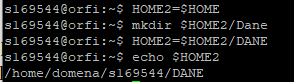 s169544@orfi:~$ HOME2=$HOME
s169544@orfi:~$ mkdir $HOME2/Dane
s169544@orfi:~$ HOME2=$HOME2/DANE
s169544@orfi:~$ echo $HOME2
/home/domena/s169544/DANE